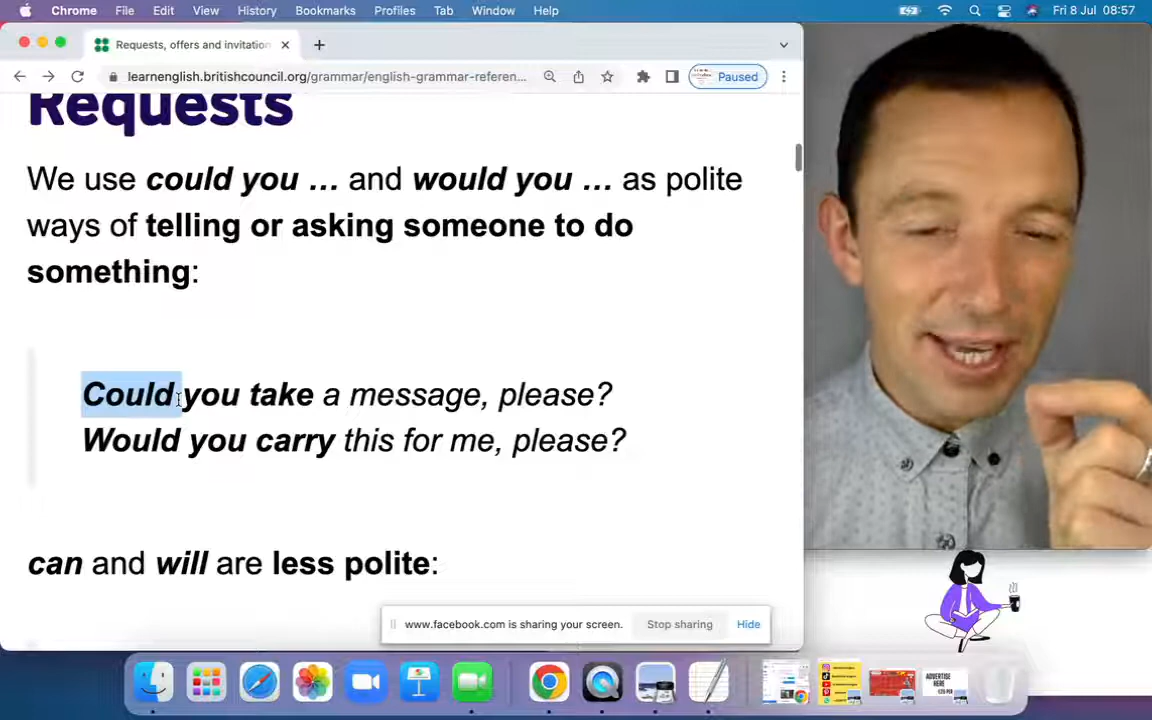 Chrome File Edit View History Bookmarks Profiles Tab Window Help Fri 8 Jul 08:57
Requests, offers and invitation
learnenglish.britishcouncil.org/grammar/english-grammar-referen... Paused
Requests
We use could you ... and would you ... as polite
ways of telling or asking someone to do
something:
Could you take a message, please?
Would you carry this for me, please?
can and will are less polite:
www.facebook.com is sharing your screen. Stop sharing Hide
ADVERTISE
HERE